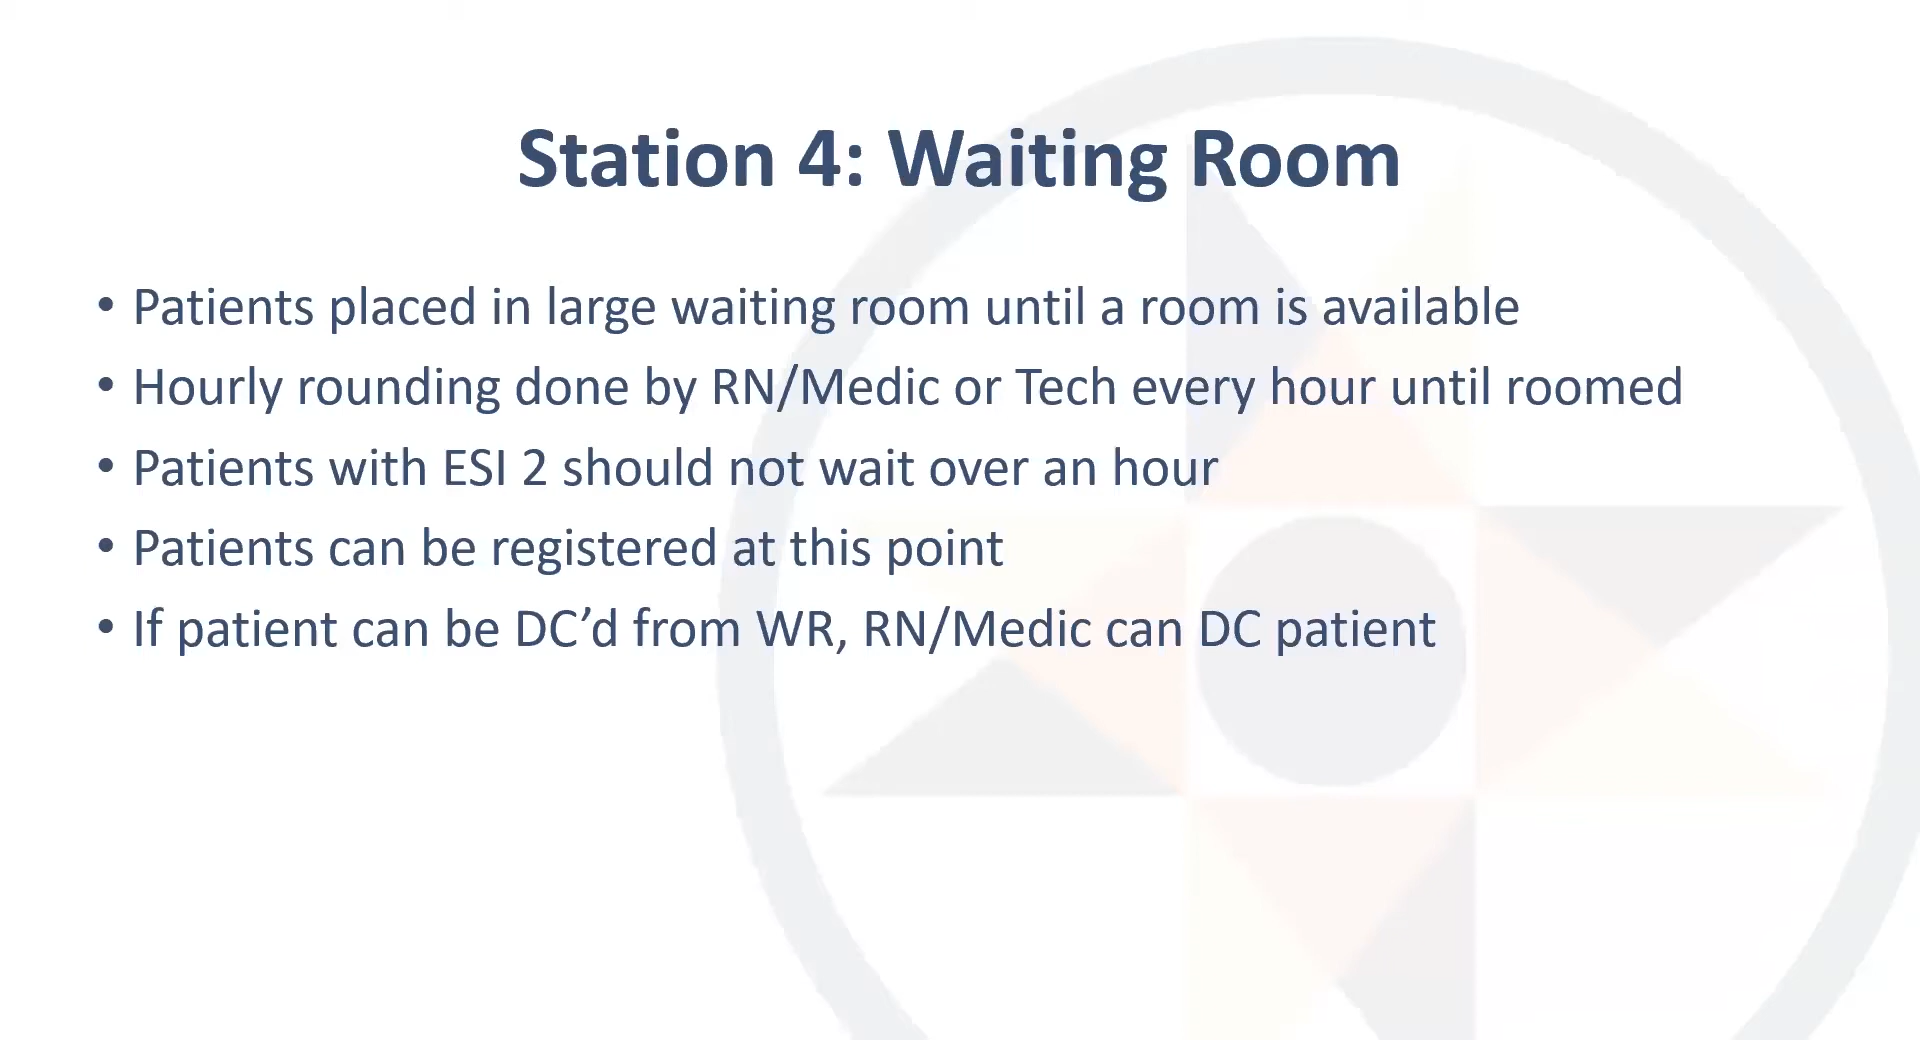 Station 4: Waiting Room
• Patients placed in large waiting room until a room is available
• Hourly rounding done by RN/Medic or Tech every hour until roomed
• Patients with ESI 2 should not wait over an hour
• Patients can be registered at this point
• If patient can be DC’d from WR, RN/Medic can DC patient